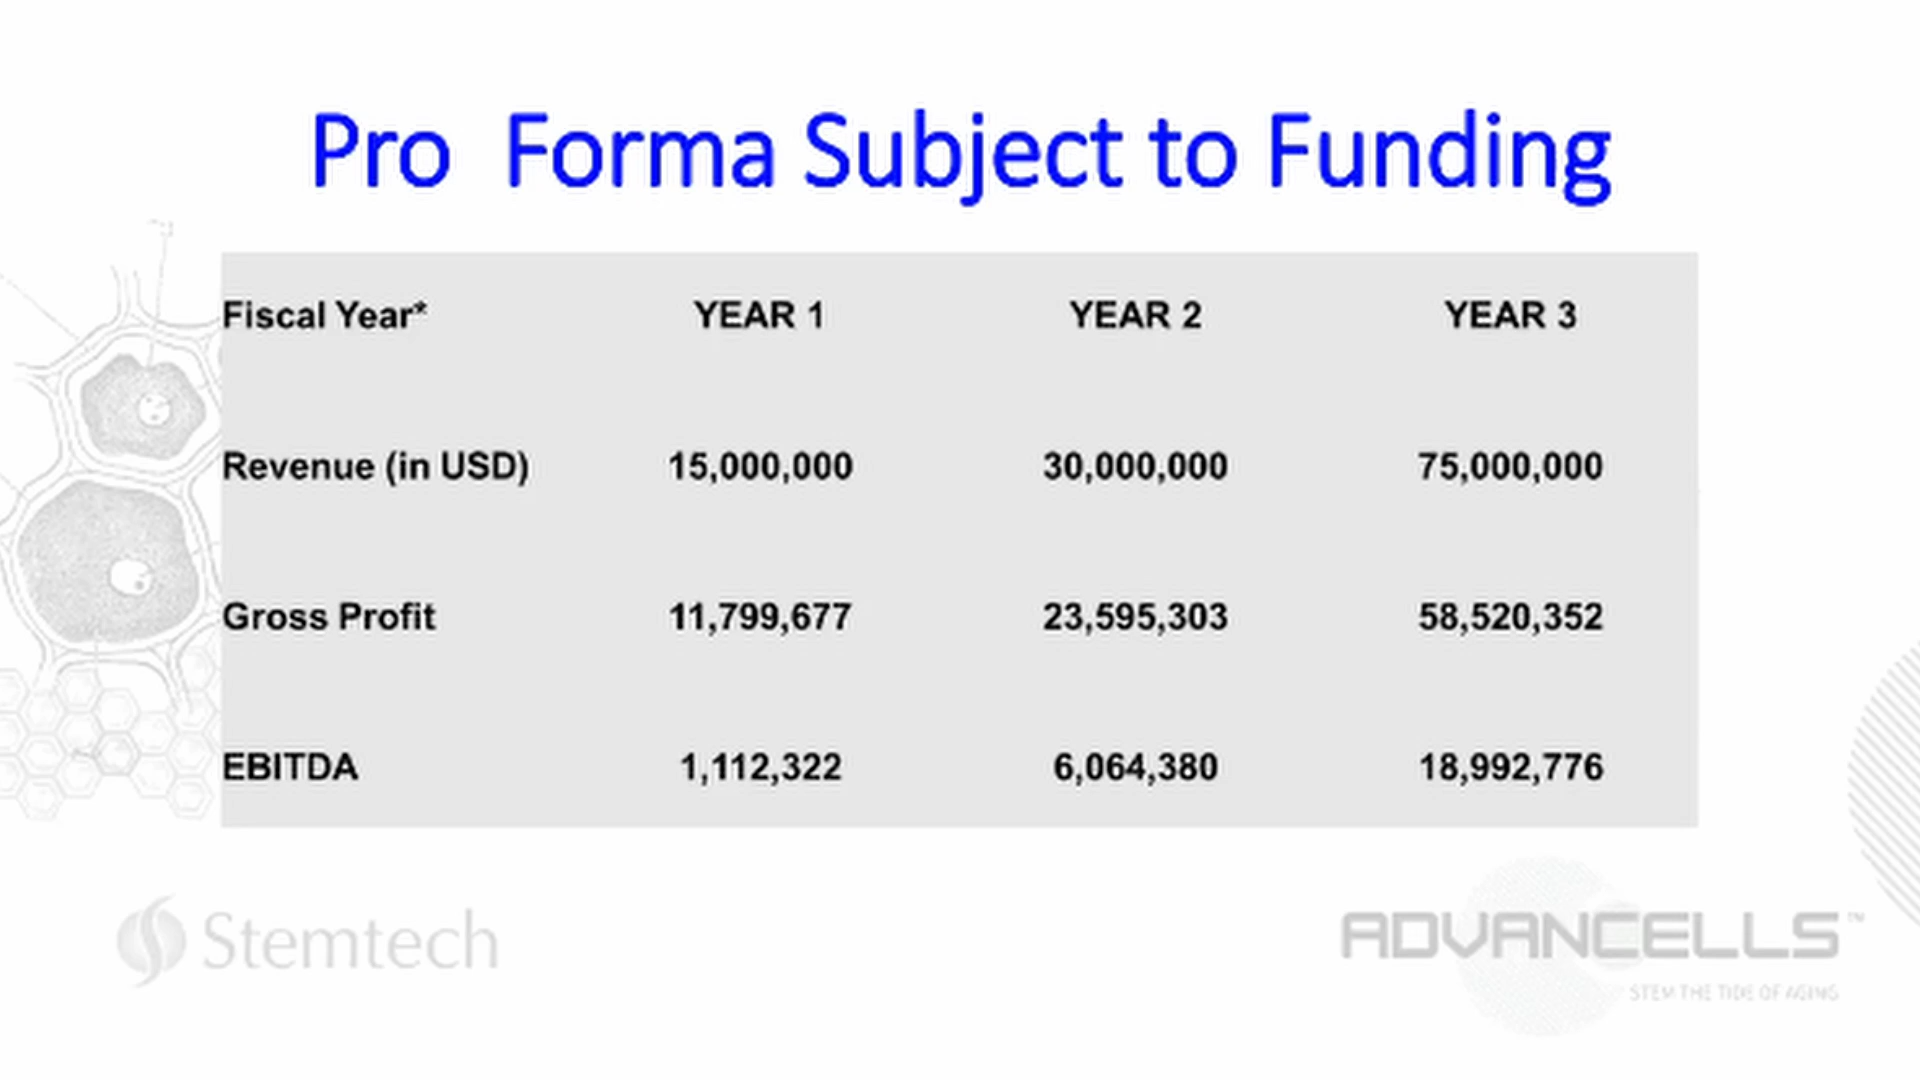 Pro Forma Subject to Funding
Fiscal Year* YEAR 1 YEAR 2 YEAR 3
Revenue (in USD) 15,000,000 30,000,000 75,000,000
Gross Profit 11,799,677 23,595,303 58,520,352
EBITDA 1,112,322 6,064,380 18,992,776
Stemtech
ADVANCELLS™
STEM THE TIDE OF AGING